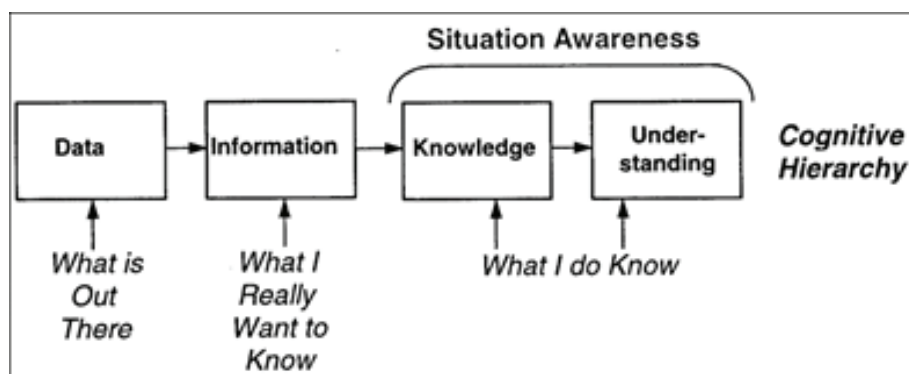 Situation Awareness
Data
Information
Knowledge
Under-
standing
Cognitive
Hierarchy
What is
Out
There
What I
Really
Want to
Know
What I do Know